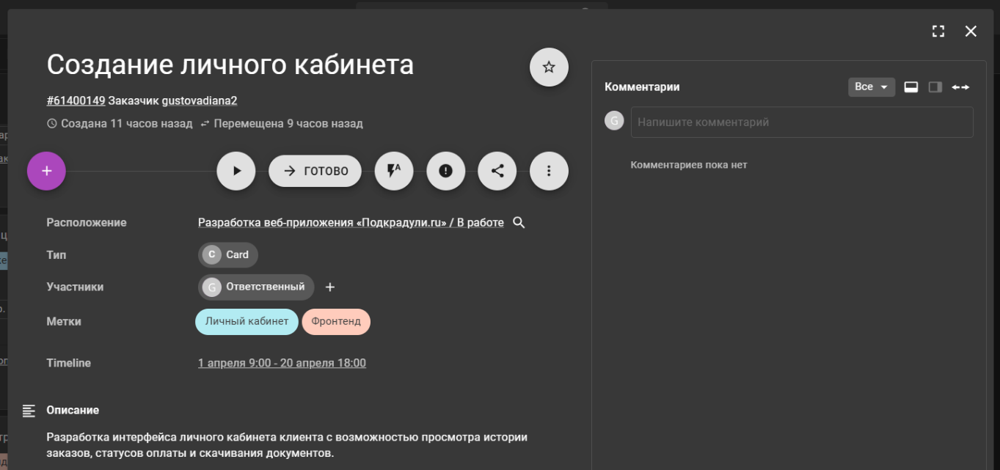 Создание личного кабинета
#61400149 Заказчик gustovadiana2
Создана 11 часов назад Перемещена 9 часов назад
ГОТОВО
Расположение Разработка веб-приложения «Подкрадули.ru» / В работе
Тип C Card
Участники G Ответственный
Метки Личный кабинет Фронтенд
Timeline 1 апреля 9:00 - 20 апреля 18:00
Описание
Разработка интерфейса личного кабинета клиента с возможностью просмотра истории
заказов, статусов оплаты и скачивания документов.
Комментарии Все
G Напишите комментарий
Комментариев пока нет